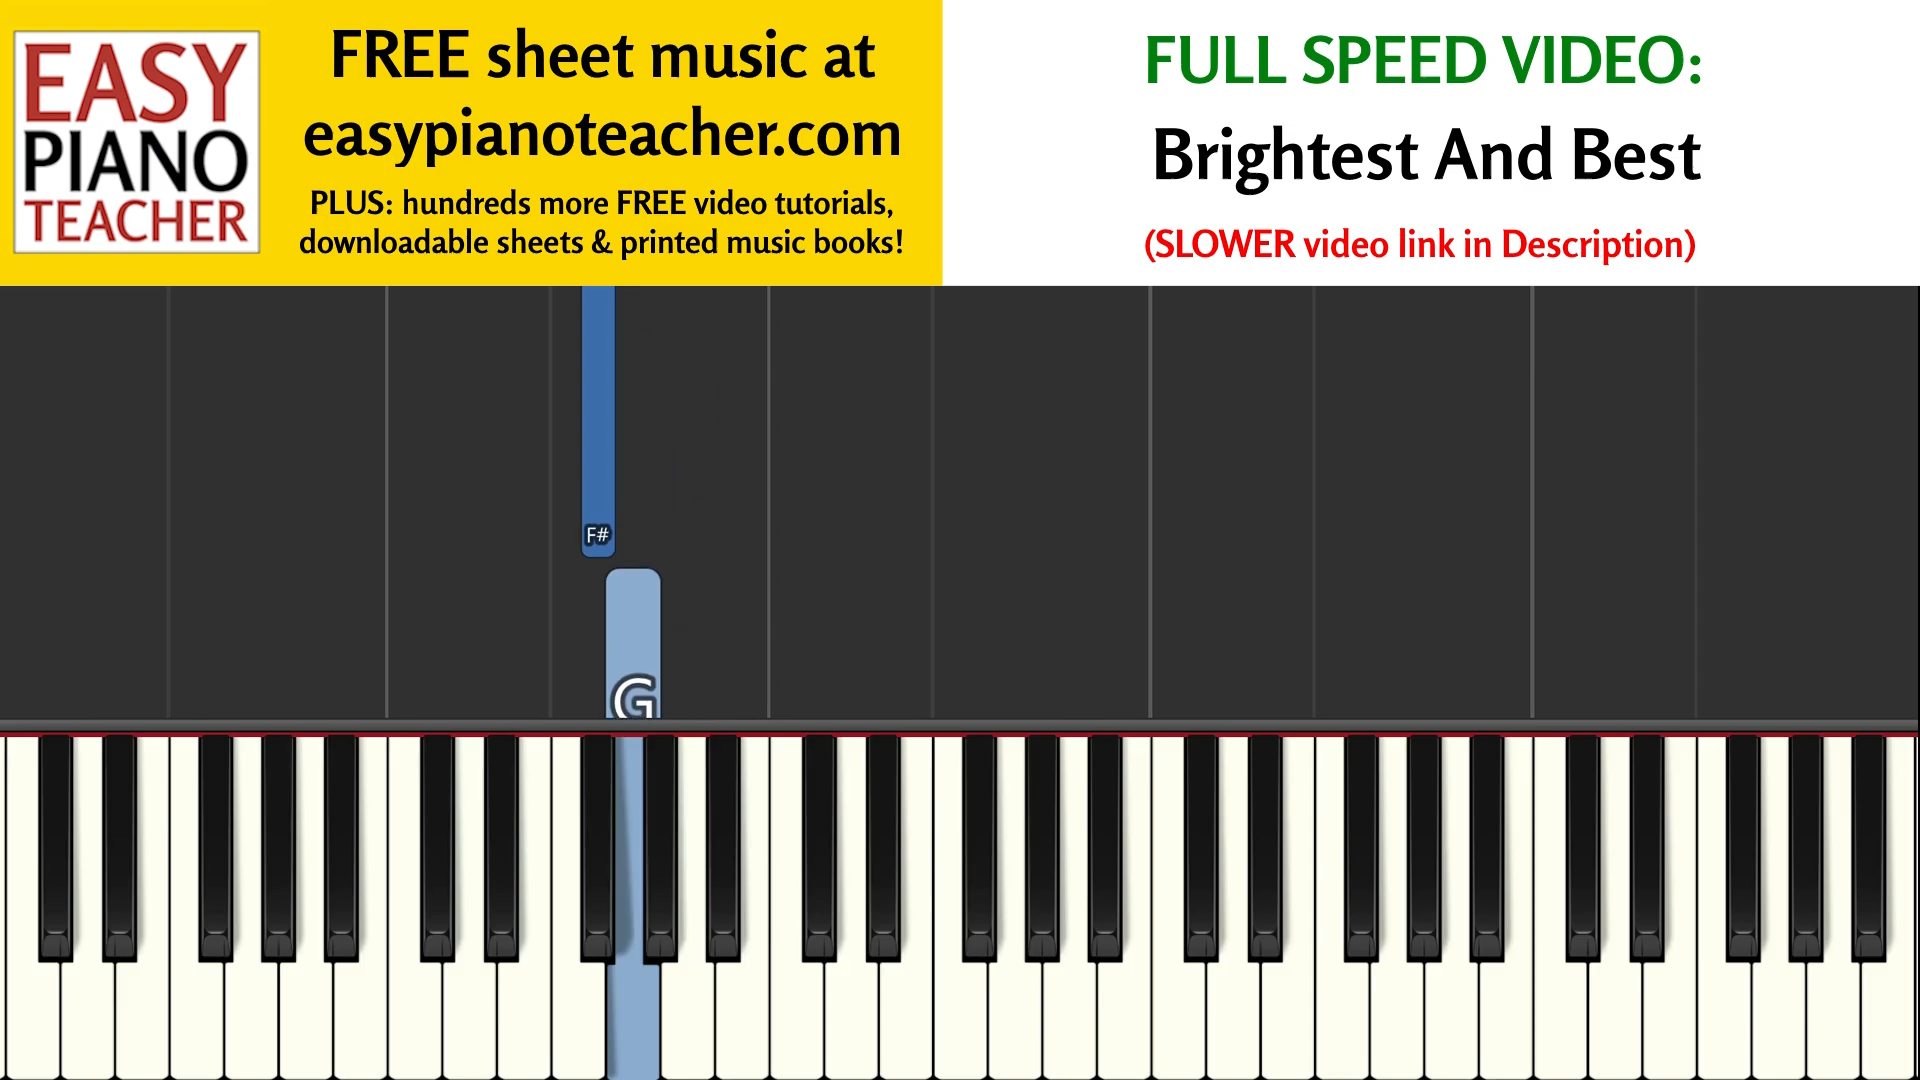 EASY
PIANO
TEACHER
FREE sheet music at
easypianoteacher.com
PLUS: hundreds more FREE video tutorials,
downloadable sheets & printed music books!
FULL SPEED VIDEO:
Brightest And Best
(SLOWER video link in Description)
F#
G